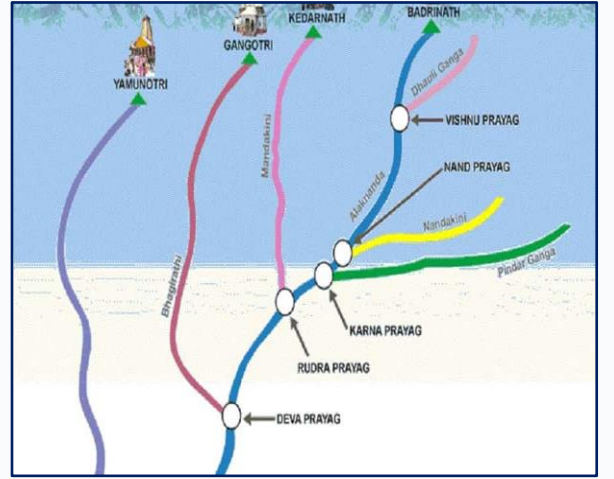 KEDARNATH
BADRINATH
GANGOTRI
YAMUNOTRI
Dhauli Ganga
VISHNU PRAYAG
Mandakini
NAND PRAYAG
Alaknanda
Nandakini
Pindar Ganga
Bhagirathi
KARNA PRAYAG
RUDRA PRAYAG
DEVA PRAYAG